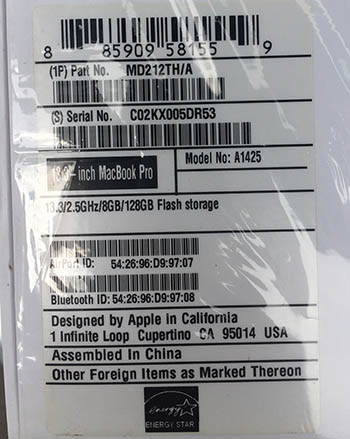 8 85909 58155 9
(1P) Part No. MD212TH/A
(S) Serial No. C02KX005DR53
13.3-inch MacBook Pro
Model No: A1425
13.3/2.5GHz/8GB/128GB Flash storage
AirPort ID: 54:26:96:D9:97:07
Bluetooth ID: 54:26:96:D9:97:08
Designed by Apple in California
1 Infinite Loop Cupertino CA 95014 USA
Assembled In China
Other Foreign Items as Marked Thereon
energy
ENERGY STAR